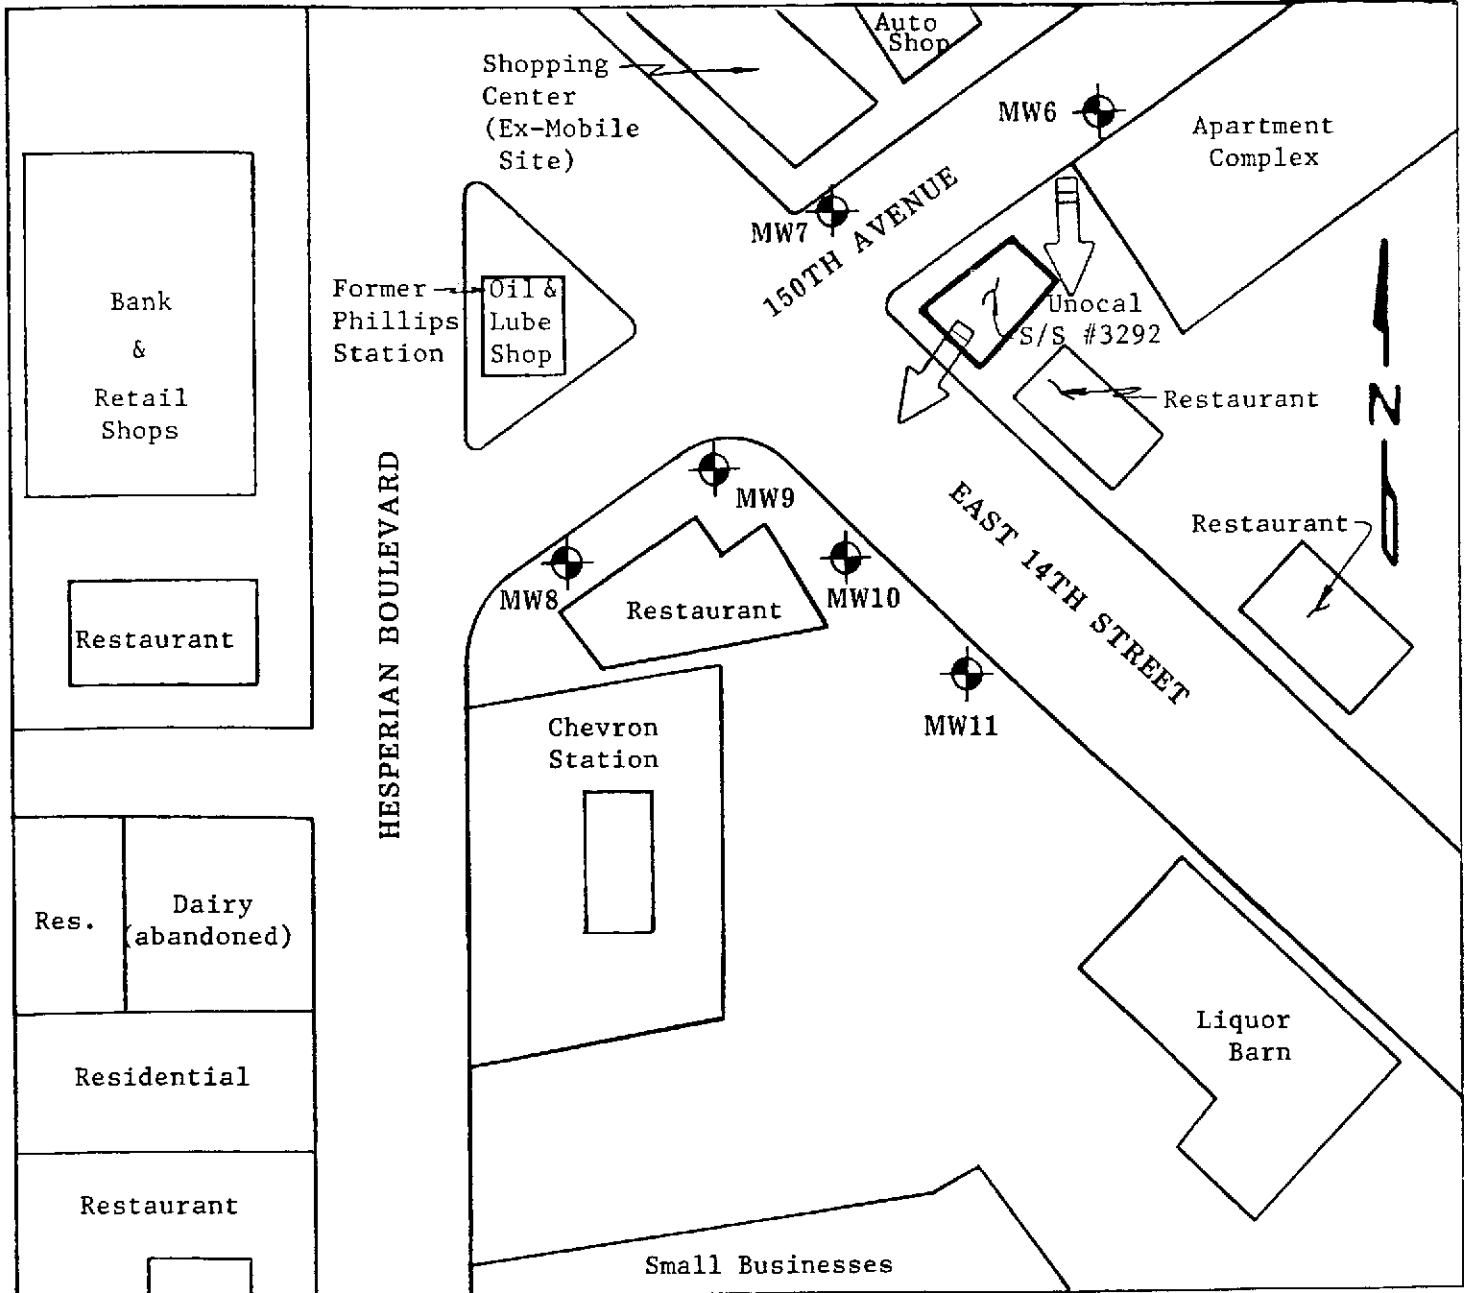 Auto
Shop
Shopping
Center
(Ex-Mobile
Site)
MW6
Apartment
Complex
MW7
150TH AVENUE
Former
Phillips
Station
Oil &
Lube
Shop
Bank
&
Retail
Shops
Unocal
S/S #3292
Restaurant
N
HESPERIAN BOULEVARD
MW9
EAST 14TH STREET
Restaurant
MW8
Restaurant
MW10
Restaurant
MW11
Chevron
Station
Res.
Dairy
(abandoned)
Liquor
Barn
Residential
Restaurant
Small Businesses